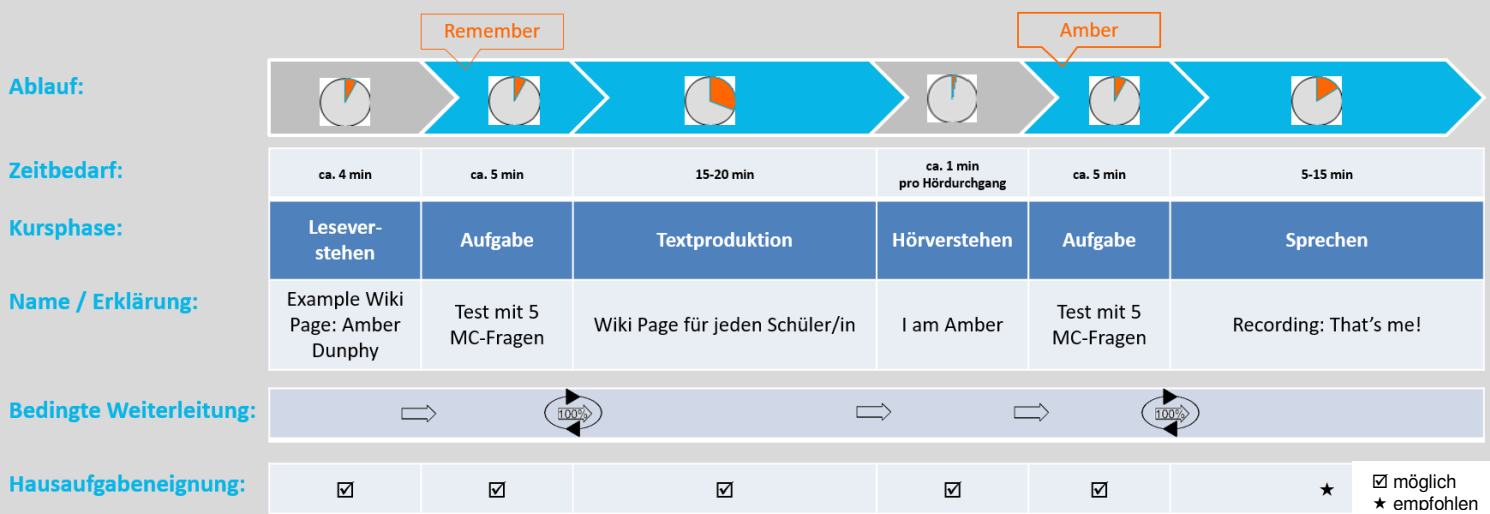 Remember
Amber
Ablauf:
Zeitbedarf:
ca. 4 min
ca. 5 min
15-20 min
ca. 1 min
pro Hördurchgang
ca. 5 min
5-15 min
Kursphase:
Lesever-
stehen
Aufgabe
Textproduktion
Hörverstehen
Aufgabe
Sprechen
Name / Erklärung:
Example Wiki
Page: Amber
Dunphy
Test mit 5
MC-Fragen
Wiki Page für jeden Schüler/in
I am Amber
Test mit 5
MC-Fragen
Recording: That's me!
Bedingte Weiterleitung:
100%
100%
Hausaufgabeneignung:
☑ ☑ ☑ ☑ ☑ ★
☑ möglich
★ empfohlen